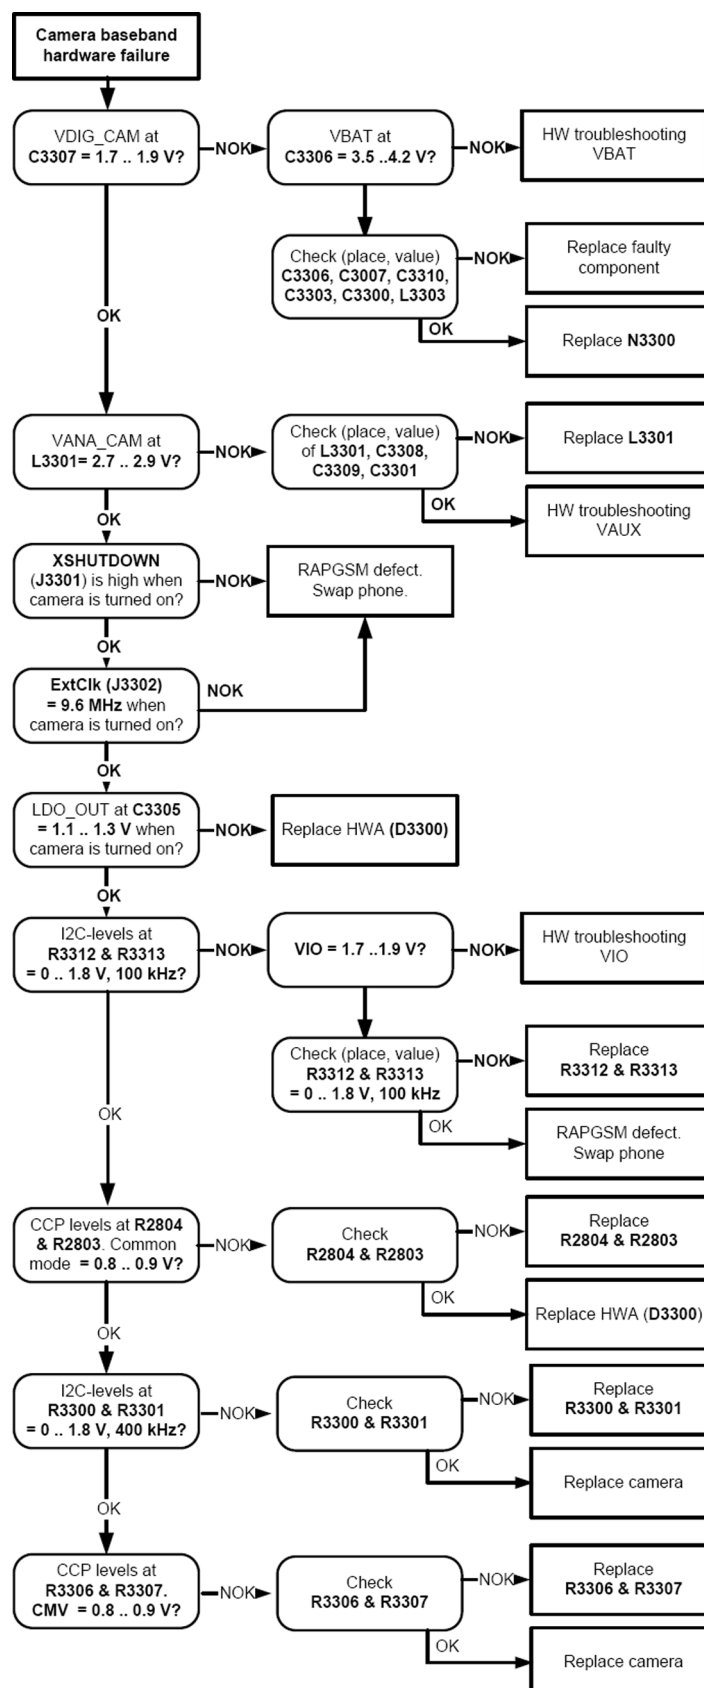 Camera baseband
hardware failure
VDIG_CAM at
C3307 = 1.7 .. 1.9 V?
NOK
VBAT at
C3306 = 3.5 ..4.2 V?
NOK
HW troubleshooting
VBAT
Check (place, value)
C3306, C3007, C3310,
C3303, C3300, L3303
NOK
Replace faulty
component
OK
Replace N3300
OK
VANA_CAM at
L3301= 2.7 .. 2.9 V?
NOK
Check (place, value)
of L3301, C3308,
C3309, C3301
NOK
Replace L3301
OK
HW troubleshooting
VAUX
OK
XSHUTDOWN
(J3301) is high when
camera is turned on?
NOK
RAPGSM defect.
Swap phone.
OK
ExtClk (J3302)
= 9.6 MHz when
camera is turned on?
NOK
OK
LDO_OUT at C3305
= 1.1 .. 1.3 V when
camera is turned on?
NOK
Replace HWA (D3300)
OK
I2C-levels at
R3312 & R3313
= 0 .. 1.8 V, 100 kHz?
NOK
VIO = 1.7 ..1.9 V?
NOK
HW troubleshooting
VIO
Check (place, value)
R3312 & R3313
= 0 .. 1.8 V, 100 kHz
NOK
Replace
R3312 & R3313
OK
RAPGSM defect.
Swap phone
OK
CCP levels at R2804
& R2803. Common
mode = 0.8 .. 0.9 V?
NOK
Check
R2804 & R2803
NOK
Replace
R2804 & R2803
OK
Replace HWA (D3300)
OK
I2C-levels at
R3300 & R3301
= 0 .. 1.8 V, 400 kHz?
NOK
Check
R3300 & R3301
NOK
Replace
R3300 & R3301
OK
Replace camera
OK
CCP levels at
R3306 & R3307.
CMV = 0.8 .. 0.9 V?
NOK
Check
R3306 & R3307
NOK
Replace
R3306 & R3307
OK
Replace camera